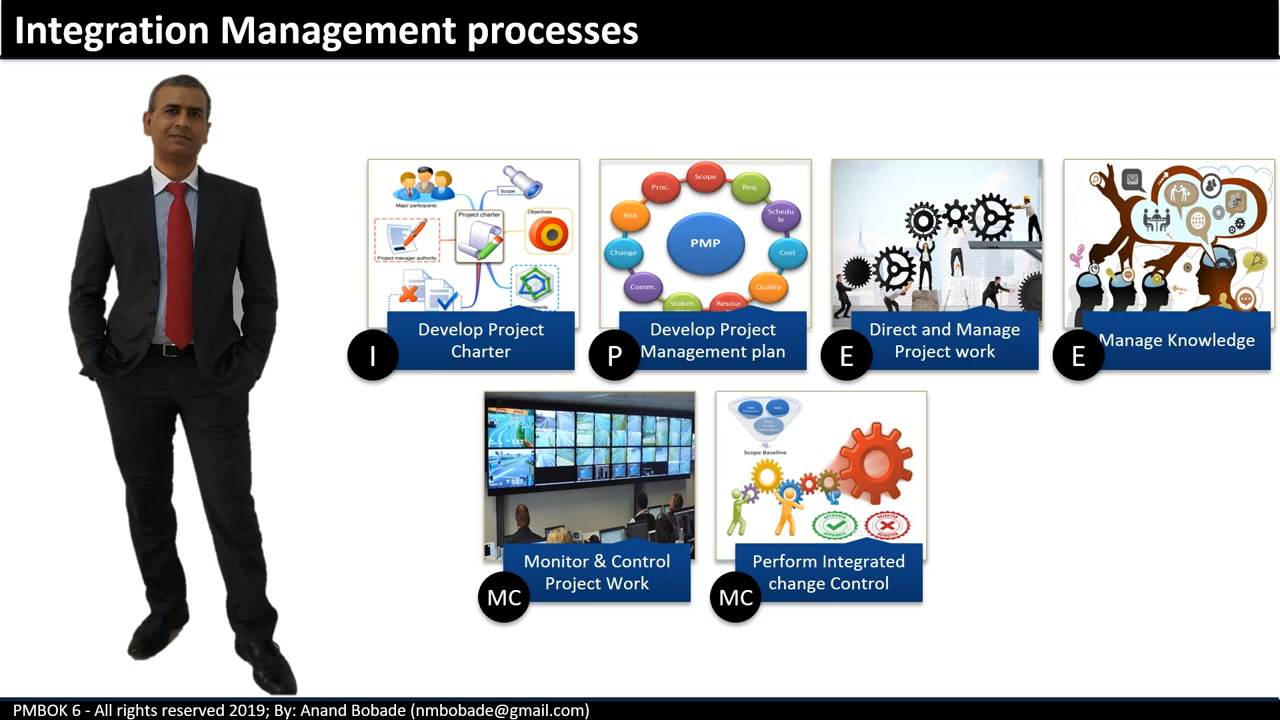 Integration Management processes
Major participants
Scope
Project charter
Objectives
Project manager authority
I
Develop Project
Charter
Scope
Proc.
Req.
Risk
Schedu
le
PMP
Change
Cost
Comm.
Quality
Stakeh
Resour
P
Develop Project
Management plan
E
Direct and Manage
Project work
E
Manage Knowledge
MC
Monitor & Control
Project Work
Scope Baseline
MC
Perform Integrated
change Control
PMBOK 6 - All rights reserved 2019; By: Anand Bobade (nmbobade@gmail.com)